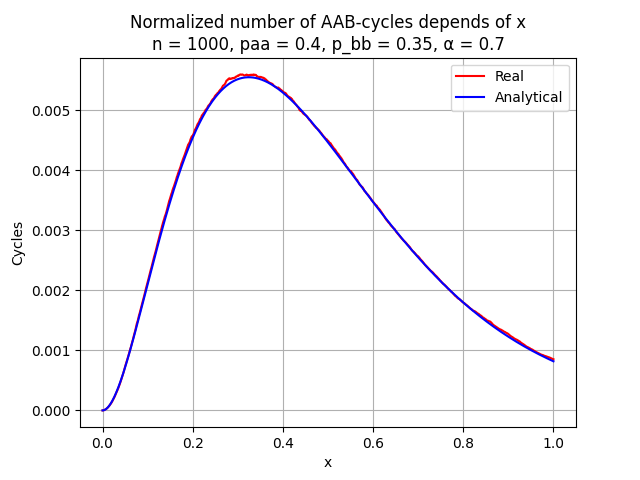 Normalized number of AAB-cycles depends of x
n = 1000, paa = 0.4, p_bb = 0.35, α = 0.7
Real
Analytical
Cycles
0.005
0.004
0.003
0.002
0.001
0.000
0.0 0.2 0.4 0.6 0.8 1.0
x